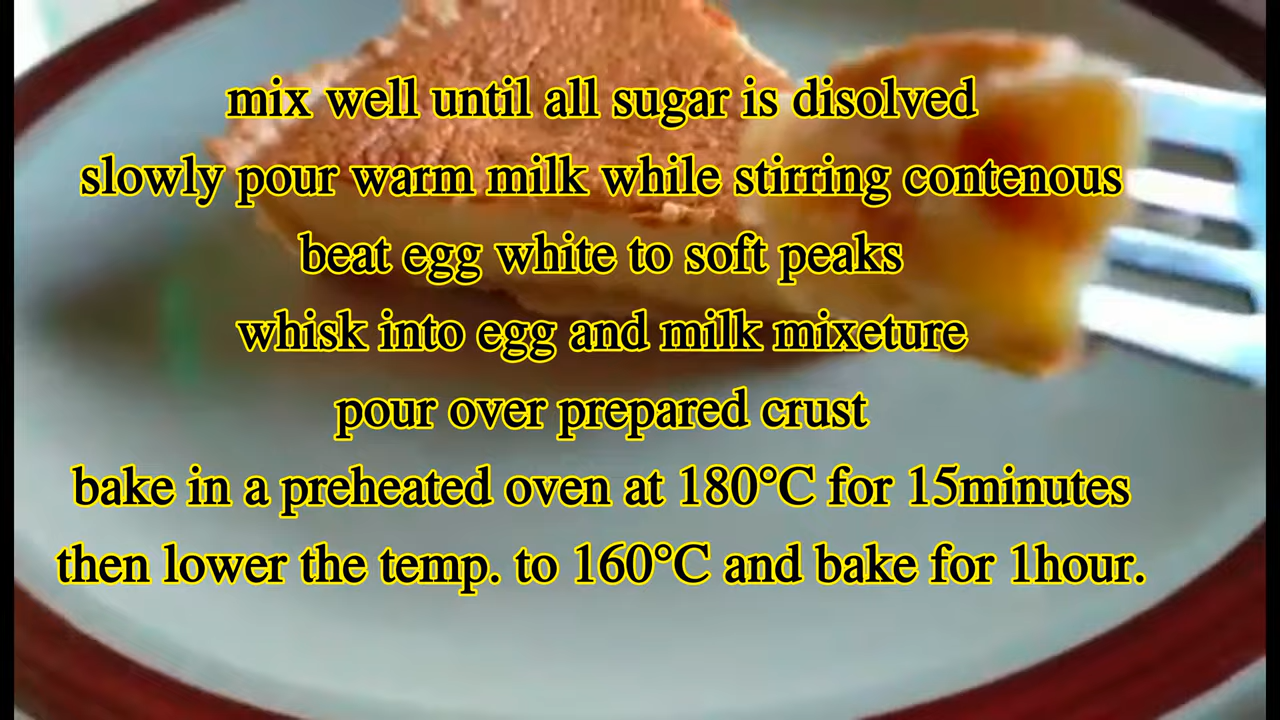 mix well until all sugar is disolved
slowly pour warm milk while stirring contenous
beat egg white to soft peaks
whisk into egg and milk mixeture
pour over prepared crust
bake in a preheated oven at 180°C for 15minutes
then lower the temp. to 160°C and bake for 1hour.